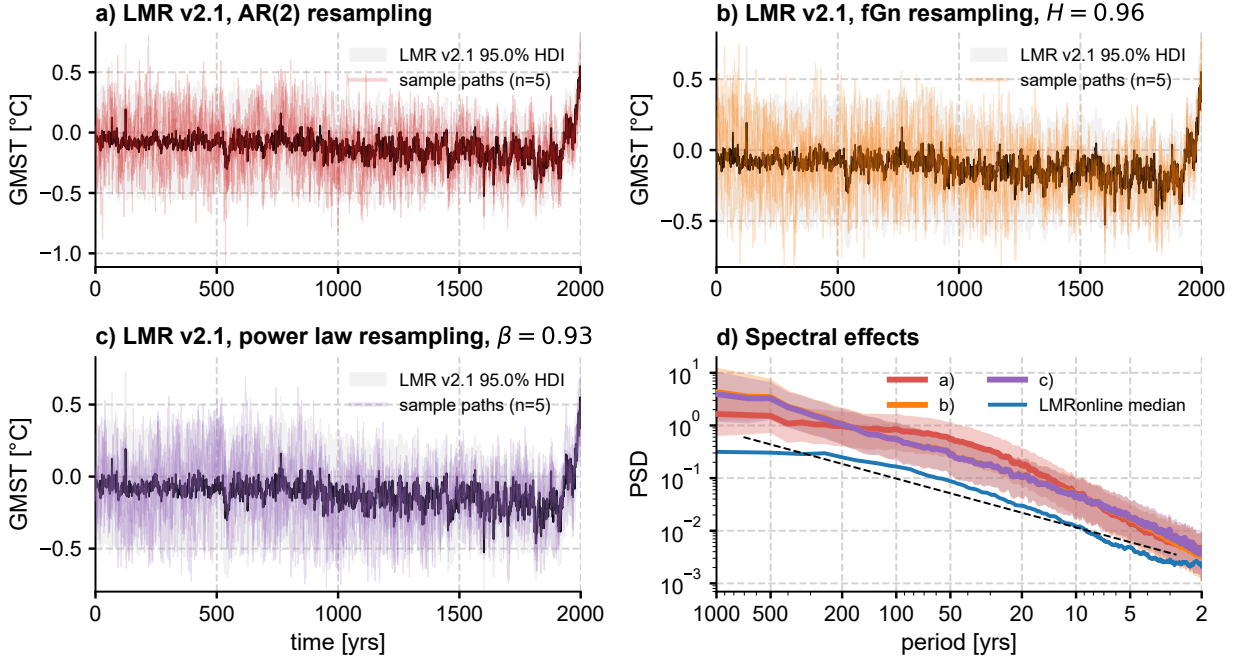 a) LMR v2.1, AR(2) resampling
GMST [°C]
0.5
0.0
−0.5
−1.0
LMR v2.1 95.0% HDI
sample paths (n=5)
0 500 1000 1500 2000
b) LMR v2.1, fGn resampling, H = 0.96
GMST [°C]
0.5
0.0
−0.5
LMR v2.1 95.0% HDI
sample paths (n=5)
0 500 1000 1500 2000
c) LMR v2.1, power law resampling, β = 0.93
GMST [°C]
0.5
0.0
−0.5
LMR v2.1 95.0% HDI
sample paths (n=5)
0 500 1000 1500 2000
time [yrs]
d) Spectral effects
PSD
10¹
10⁰
10⁻¹
10⁻²
10⁻³
a) c)
b) LMRonline median
1000 500 200 100 50 20 10 5 2
period [yrs]